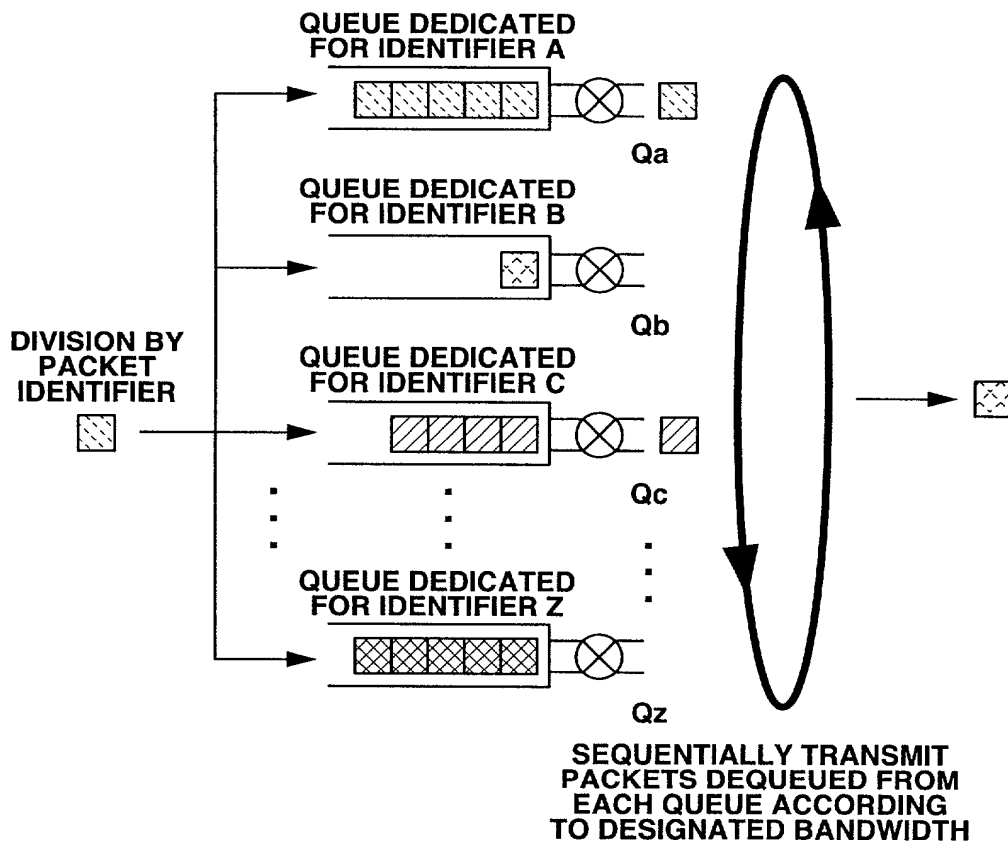 QUEUE DEDICATED
FOR IDENTIFIER A
Qa
QUEUE DEDICATED
FOR IDENTIFIER B
Qb
DIVISION BY
PACKET
IDENTIFIER
QUEUE DEDICATED
FOR IDENTIFIER C
Qc
QUEUE DEDICATED
FOR IDENTIFIER Z
Qz
SEQUENTIALLY TRANSMIT
PACKETS DEQUEUED FROM
EACH QUEUE ACCORDING
TO DESIGNATED BANDWIDTH